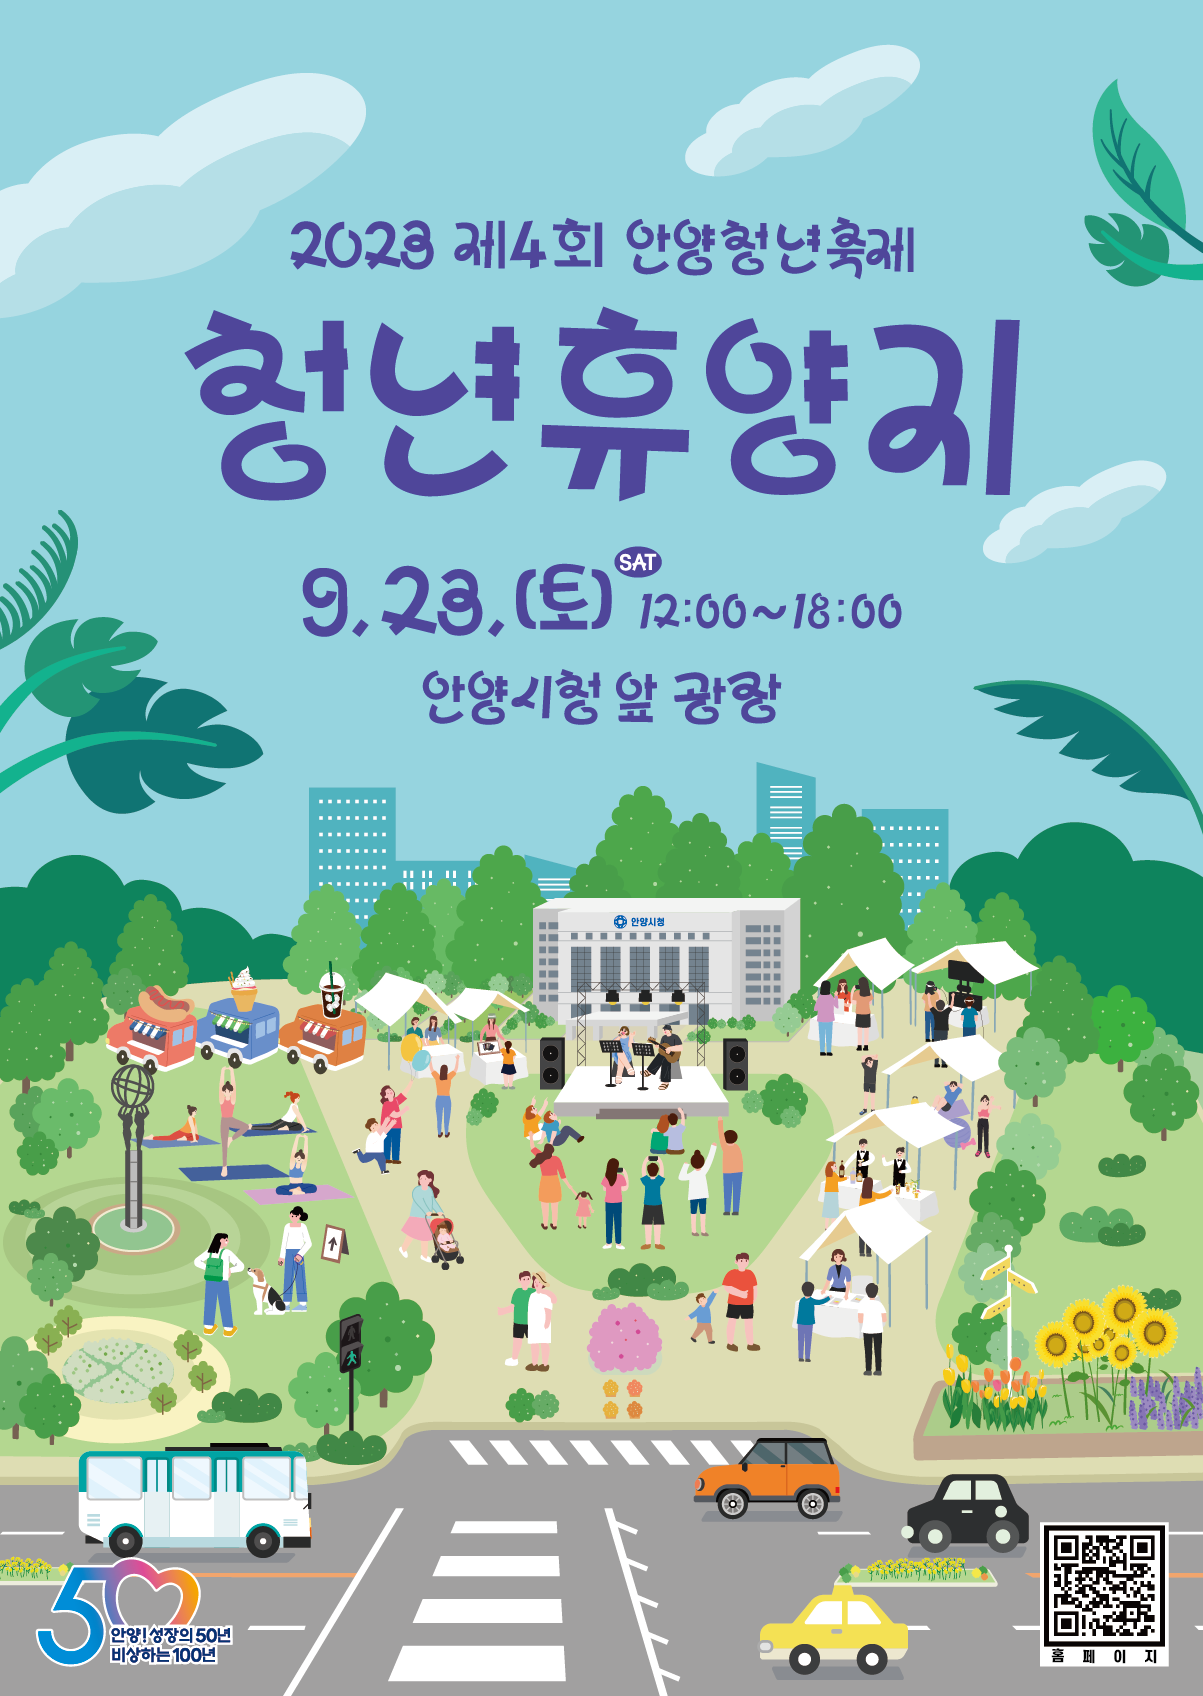 2023 제4회 안양청년축제
청년휴양지
9.23.(토) SAT 12:00~18:00
안양시청 앞 광장
안양시청
50
안양! 성장의 50년
비상하는 100년
홈페이지